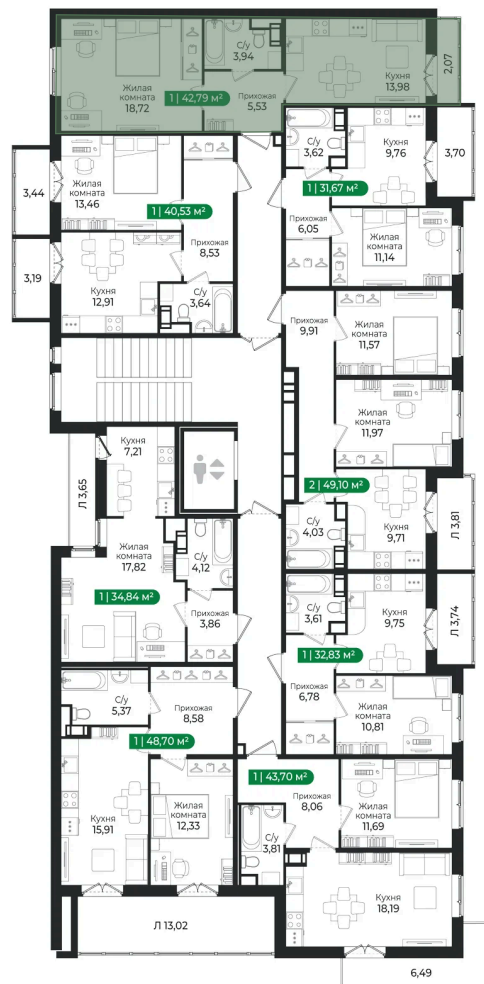 С/у
3,94
Жилая
комната
18,72
1 | 42,79 м²
Прихожая
5,53
Кухня
13,98
2,07
С/у
3,62
Кухня
9,76
3,70
3,44
Жилая
комната
13,46
1 | 40,53 м²
1 | 31,67 м²
6,05
Прихожая
Жилая
комната
11,14
3,19
12,91
Кухня
Прихожая
8,53
С/у
3,64
Прихожая
9,91
Жилая
комната
11,57
Жилая
комната
11,97
Кухня
7,21
Л 3,65
2 | 49,10 м²
С/у
4,03
Кухня
9,71
Л 3,81
Жилая
комната
17,82
С/у
4,12
1 | 34,84 м²
Прихожая
3,86
С/у
3,61
Кухня
9,75
Л 3,74
1 | 32,83 м²
Прихожая
6,78
Жилая
комната
10,81
С/у
5,37
Прихожая
8,58
1 | 48,70 м²
1 | 43,70 м²
Прихожая
8,06
Жилая
комната
11,69
Кухня
15,91
Жилая
комната
12,33
С/у
3,81
Кухня
18,19
Л 13,02
6,49